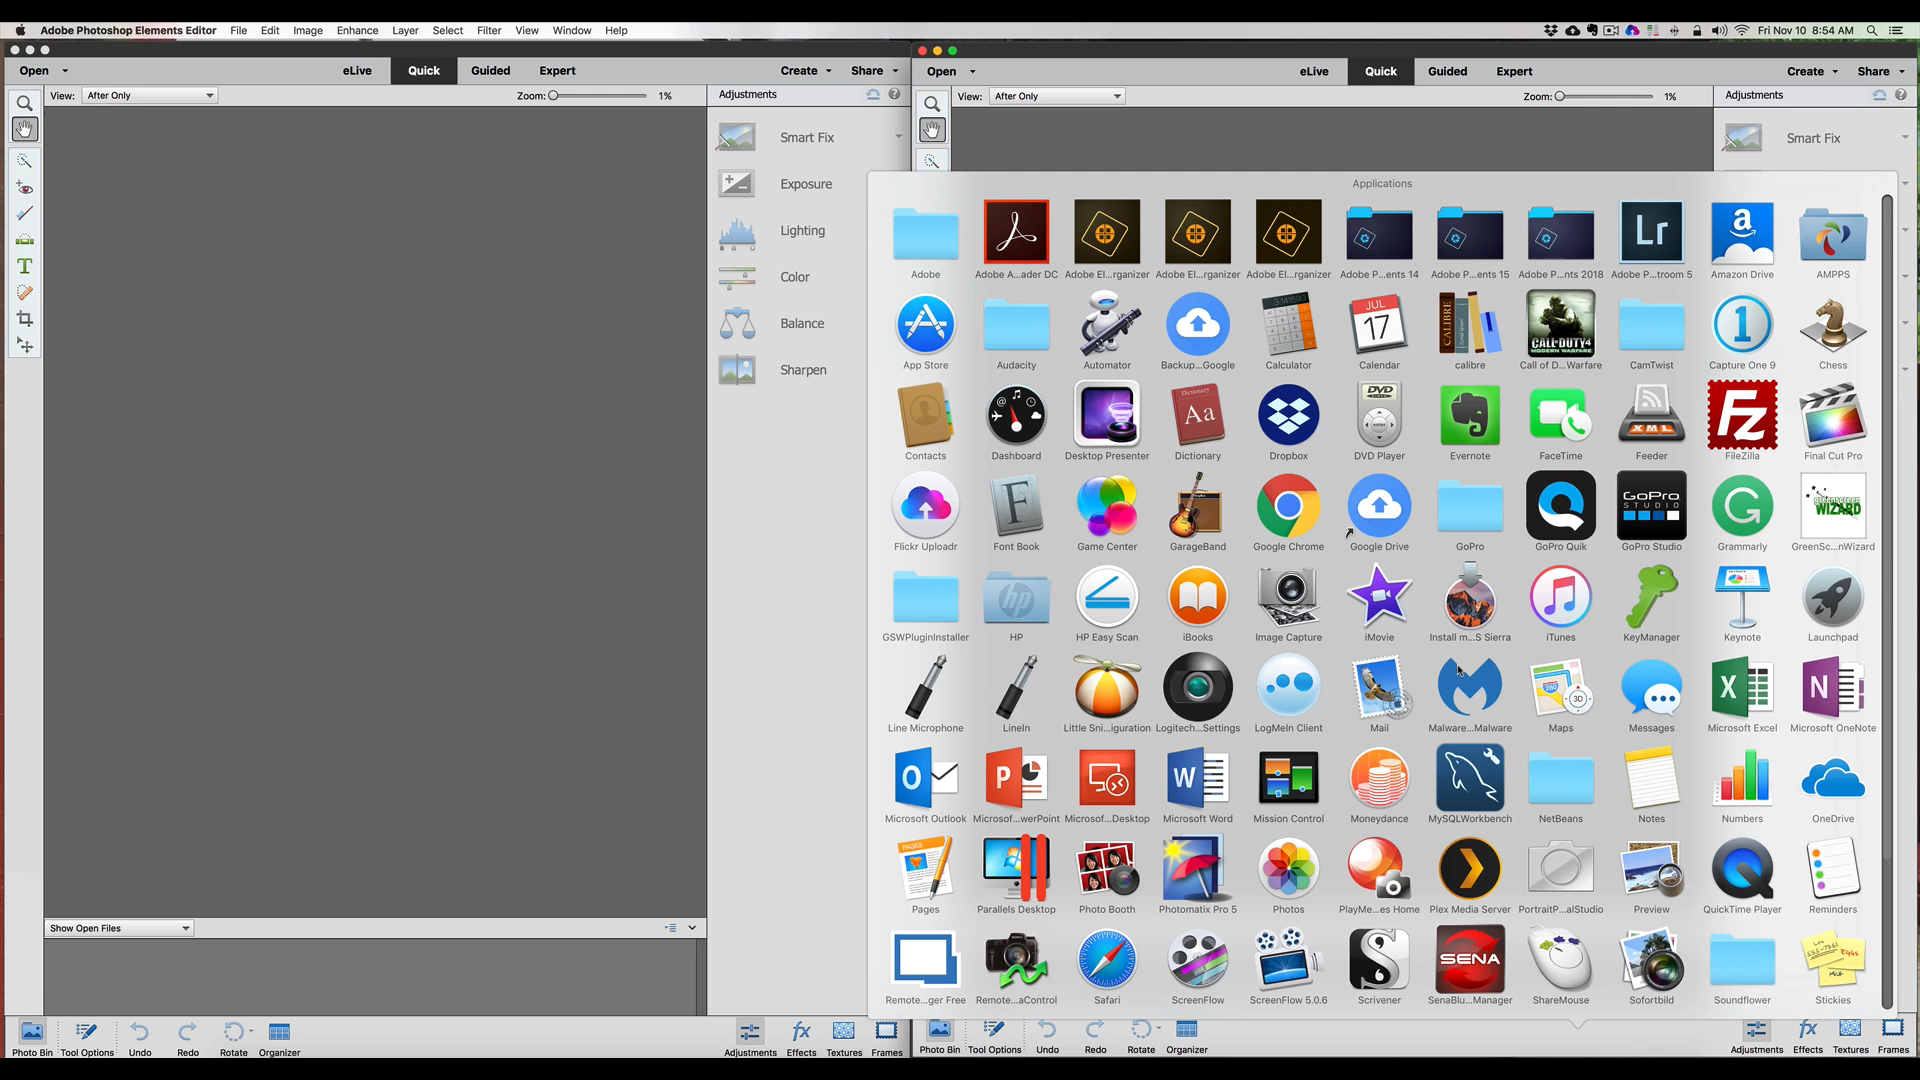 Adobe Photoshop Elements Editor File Edit Image Enhance Layer Select Filter View Window Help Fri Nov 10 8:54 AM
Open eLive Quick Guided Expert Create Share
View: After Only Zoom: 1% Adjustments
Smart Fix
Exposure
Lighting
Color
Balance
Sharpen
Show Open Files
Photo Bin Tool Options Undo Redo Rotate Organizer Adjustments Effects Textures Frames
Open eLive Quick Guided Expert Create Share
View: After Only Zoom: 1% Adjustments
Smart Fix
Applications
Adobe Adobe A...ader DC Adobe El...rganizer Adobe El...rganizer Adobe El...rganizer Adobe P...ents 14 Adobe P...ents 15 Adobe P...nts 2018 Adobe P...troom 5 Amazon Drive AMPPS
App Store Audacity Automator Backup...Google Calculator Calendar calibre Call of D...Warfare CamTwist Capture One 9 Chess
Contacts Dashboard Desktop Presenter Dictionary Dropbox DVD Player Evernote FaceTime Feeder FileZilla Final Cut Pro
Flickr Uploadr Font Book Game Center GarageBand Google Chrome Google Drive GoPro GoPro Quik GoPro Studio Grammarly GreenSc...nWizard
GSWPluginInstaller HP HP Easy Scan iBooks Image Capture iMovie Install m...S Sierra iTunes KeyManager Keynote Launchpad
Line Microphone LineIn Little Sni...iguration Logitech...Settings LogMeIn Client Mail Malware...Malware Maps Messages Microsoft Excel Microsoft OneNote
Microsoft Outlook Microsof...werPoint Microsof...Desktop Microsoft Word Mission Control Moneydance MySQLWorkbench NetBeans Notes Numbers OneDrive
Pages Parallels Desktop Photo Booth Photomatix Pro 5 Photos PlayMe...es Home Plex Media Server PortraitP...alStudio Preview QuickTime Player Reminders
Remote...ger Free Remote...aControl Safari ScreenFlow ScreenFlow 5.0.6 Scrivener SenaBlu...Manager ShareMouse Sofortbild Soundflower Stickies
Photo Bin Tool Options Undo Redo Rotate Organizer Adjustments Effects Textures Frames